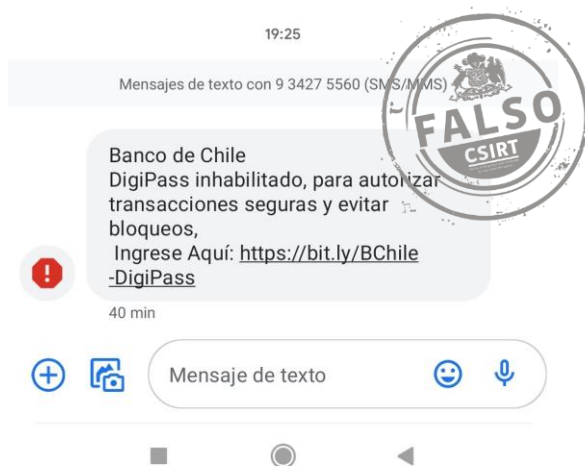 19:25
Mensajes de texto con 9 3427 5560 (SMS/MMS)
FALSO
CSIRT
Banco de Chile
DigiPass inhabilitado, para autorizar
transacciones seguras y evitar
bloqueos,
Ingrese Aquí: https://bit.ly/BChile
-DigiPass
40 min
Mensaje de texto